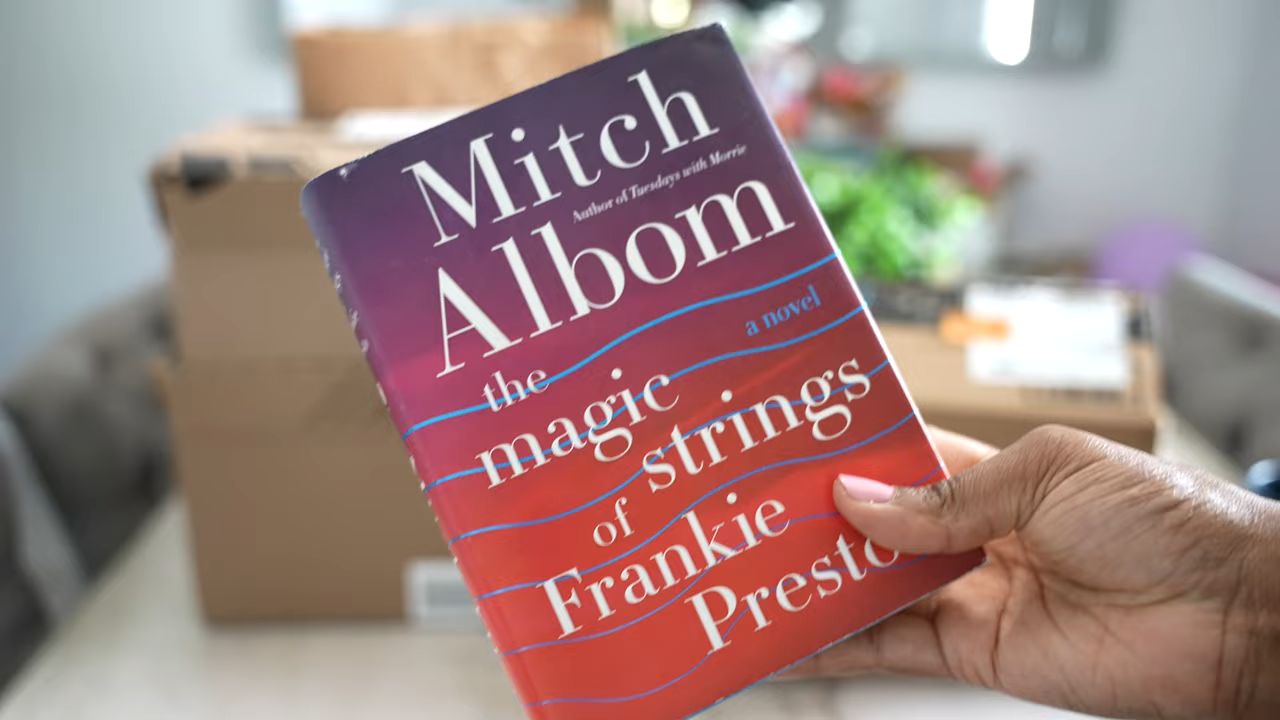 Mitch
Author of Tuesdays with Morrie
Albom
a novel
the
magic
strings
of
Frankie
Presto